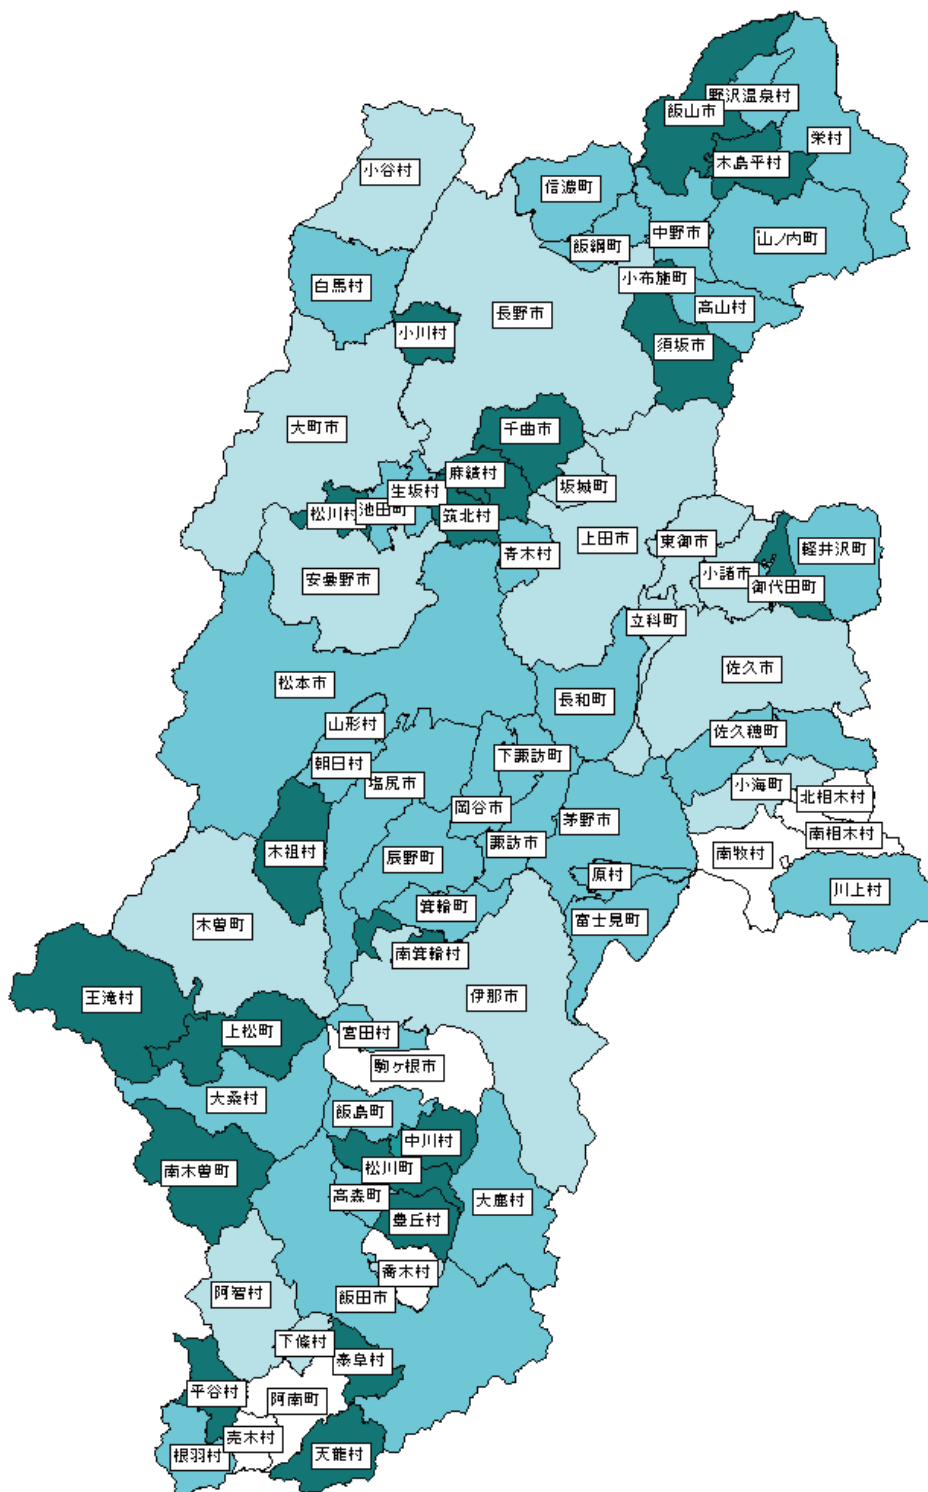 野沢温泉村
飯山市
栄村
木島平村
小谷村
信濃町
中野市
山ノ内町
飯綱町
小布施町
白馬村
高山村
長野市
小川村
須坂市
大町市
千曲市
麻績村
坂城町
生坂村
松川村
池田町
筑北村
青木村
上田市
東御市
軽井沢町
安曇野市
小諸市
御代田町
立科町
佐久市
松本市
長和町
山形村
佐久穂町
下諏訪町
朝日村
塩尻市
小海町
北相木村
岡谷市
茅野市
南相木村
諏訪市
木祖村
辰野町
南牧村
原村
川上村
箕輪町
木曽町
富士見町
南箕輪村
王滝村
伊那市
上松町
宮田村
駒ヶ根市
大桑村
飯島町
中川村
南木曽町
松川町
高森町
大鹿村
豊丘村
喬木村
阿智村
飯田市
下條村
泰阜村
平谷村
阿南町
売木村
根羽村
天龍村